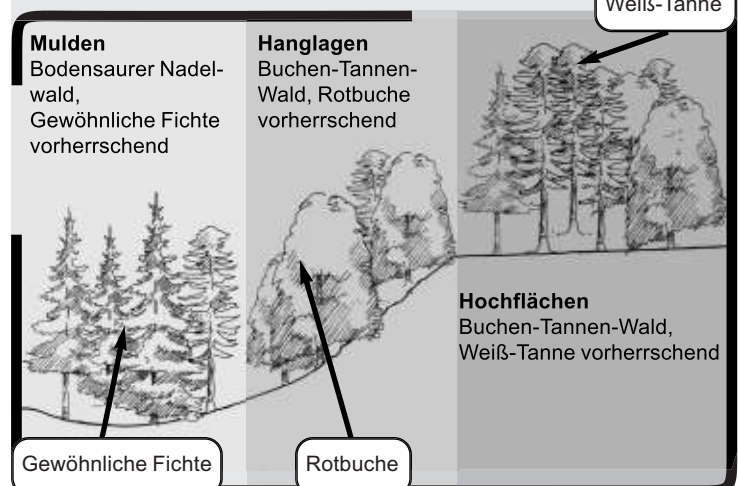 Weiß-Tanne
Mulden
Bodensaurer Nadel-
wald,
Gewöhnliche Fichte
vorherrschend
Hanglagen
Buchen-Tannen-
Wald, Rotbuche
vorherrschend
Hochflächen
Buchen-Tannen-Wald,
Weiß-Tanne vorherrschend
Gewöhnliche Fichte
Rotbuche